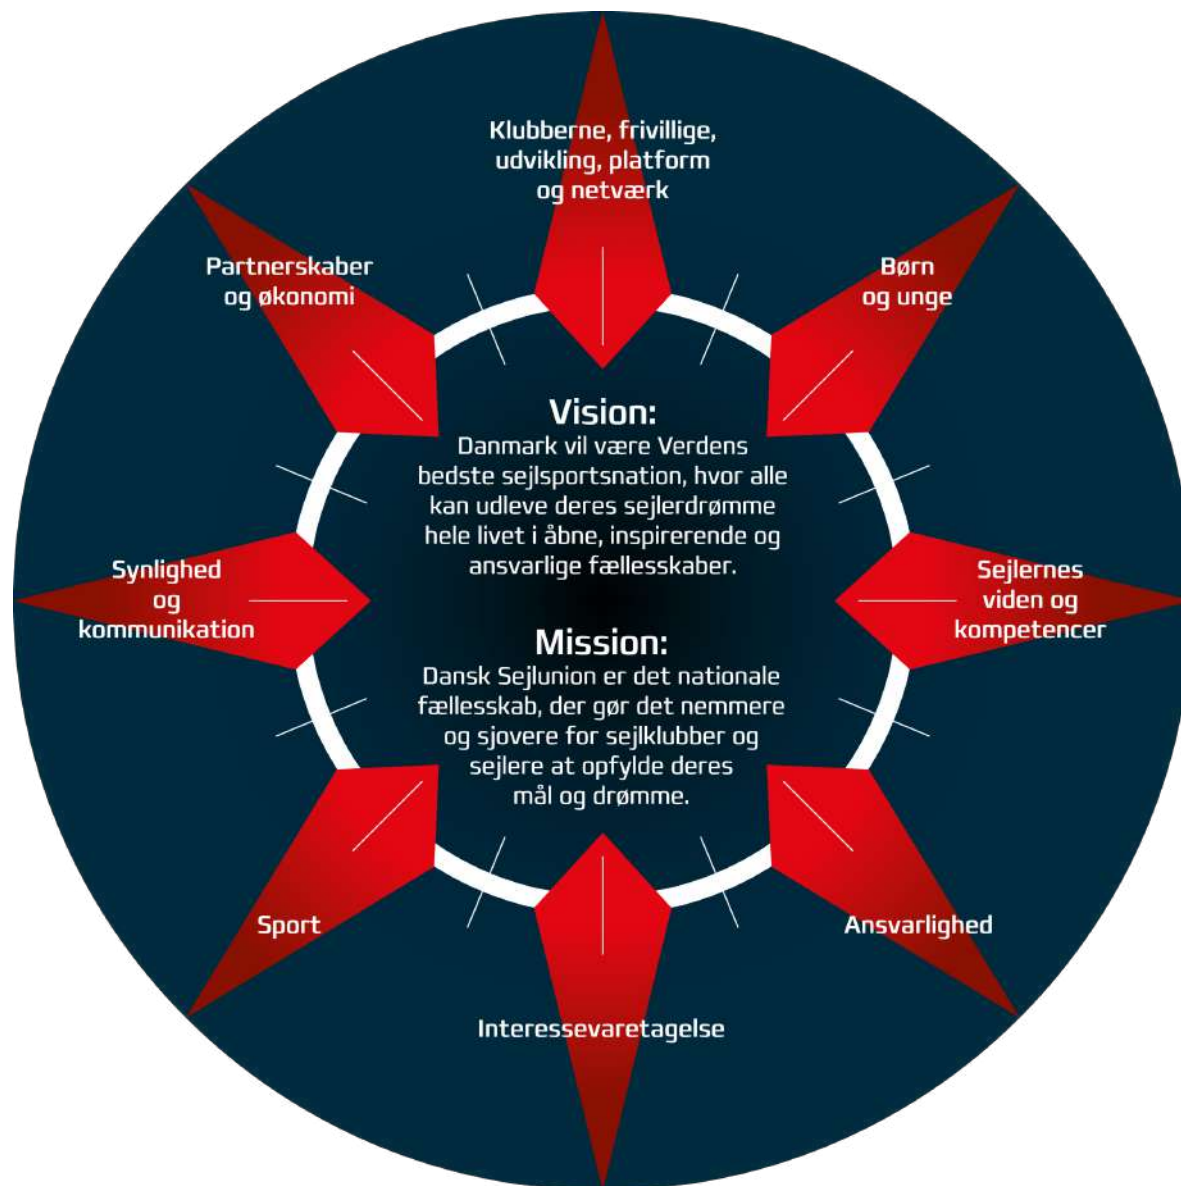 Klubberne, frivillige,
udvikling, platform
og netværk
Partnerskaber
og økonomi
Børn
og unge
Vision:
Danmark vil være Verdens
bedste sejlsportsnation, hvor alle
kan udleve deres sejlerdrømme
hele livet i åbne, inspirerende og
ansvarlige fællesskaber.
Synlighed
og
kommunikation
Sejlernes
viden og
kompetencer
Mission:
Dansk Sejlunion er det nationale
fællesskab, der gør det nemmere
og sjovere for sejlklubber og
sejlere at opfylde deres
mål og drømme.
Sport
Ansvarlighed
Interessevaretagelse